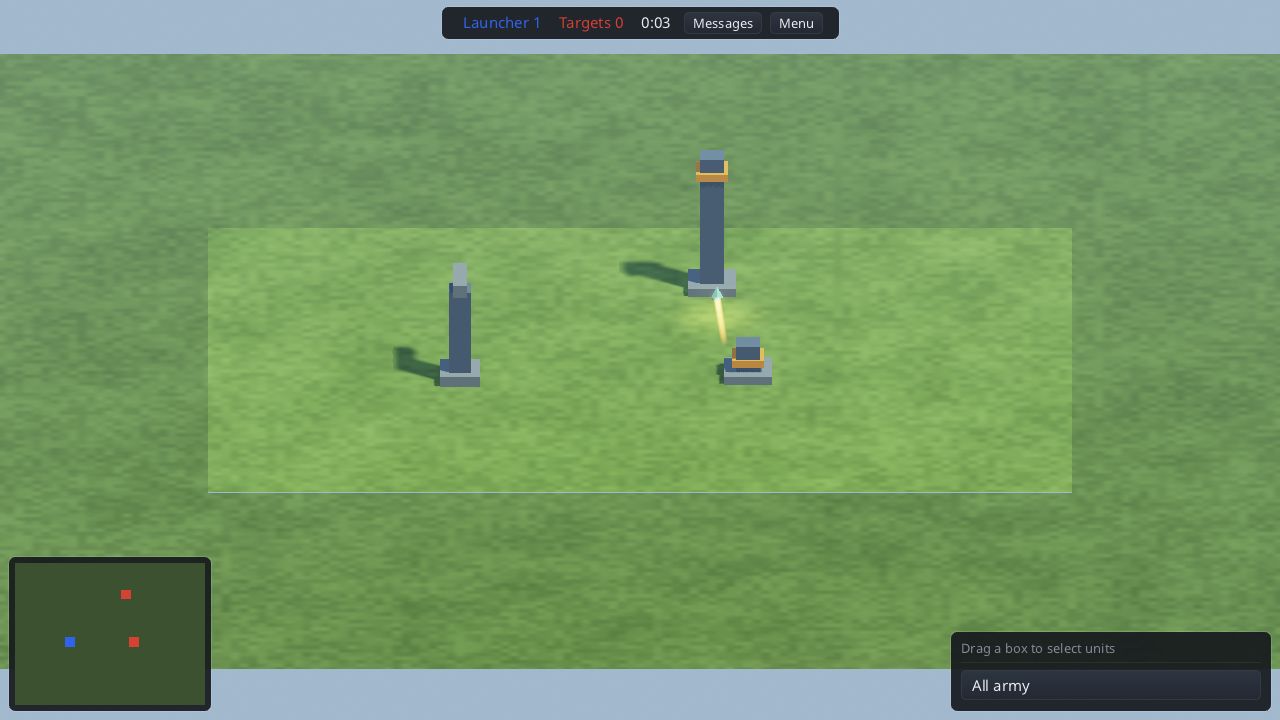 Launcher 1 Targets 0 0:03 Messages Menu
Drag a box to select units
All army